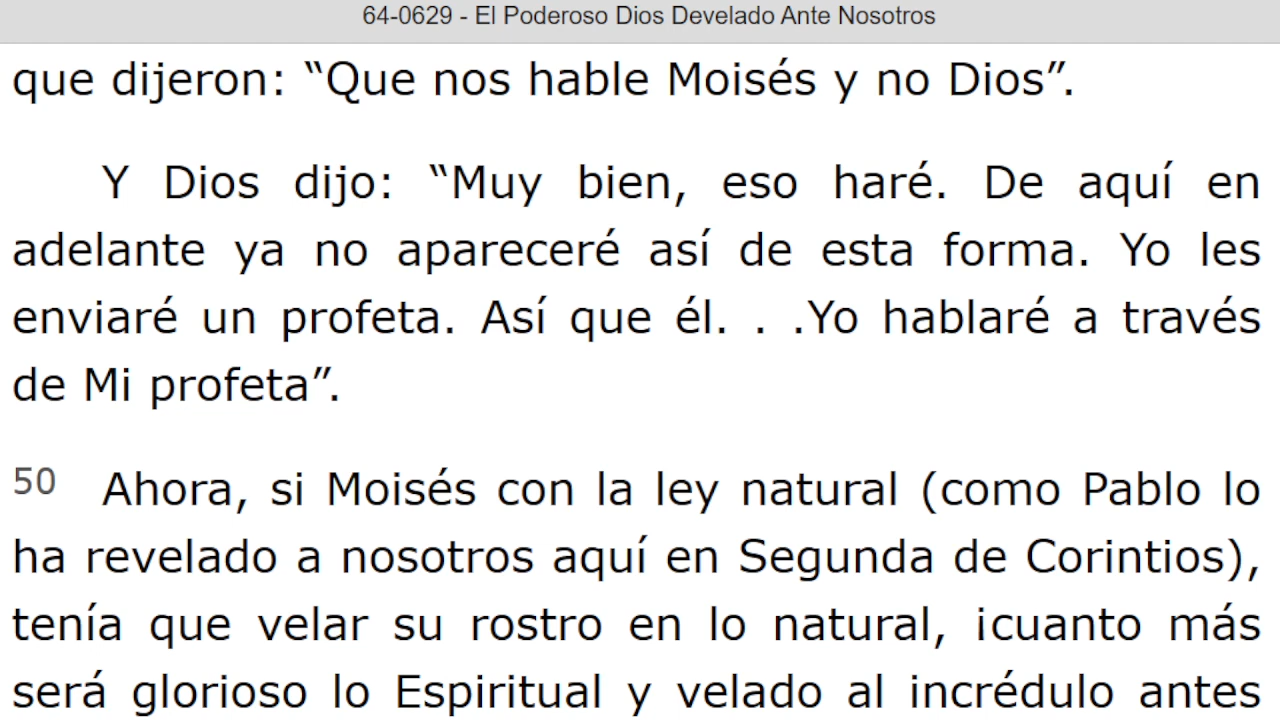 64-0629 - El Poderoso Dios Develado Ante Nosotros
que dijeron: “Que nos hable Moisés y no Dios”.
Y Dios dijo: “Muy bien, eso haré. De aquí en
adelante ya no apareceré así de esta forma. Yo les
enviaré un profeta. Así que él. . .Yo hablaré a través
de Mi profeta”.
50 Ahora, si Moisés con la ley natural (como Pablo lo
ha revelado a nosotros aquí en Segunda de Corintios),
tenía que velar su rostro en lo natural, ¡cuanto más
será glorioso lo Espiritual y velado al incrédulo antes